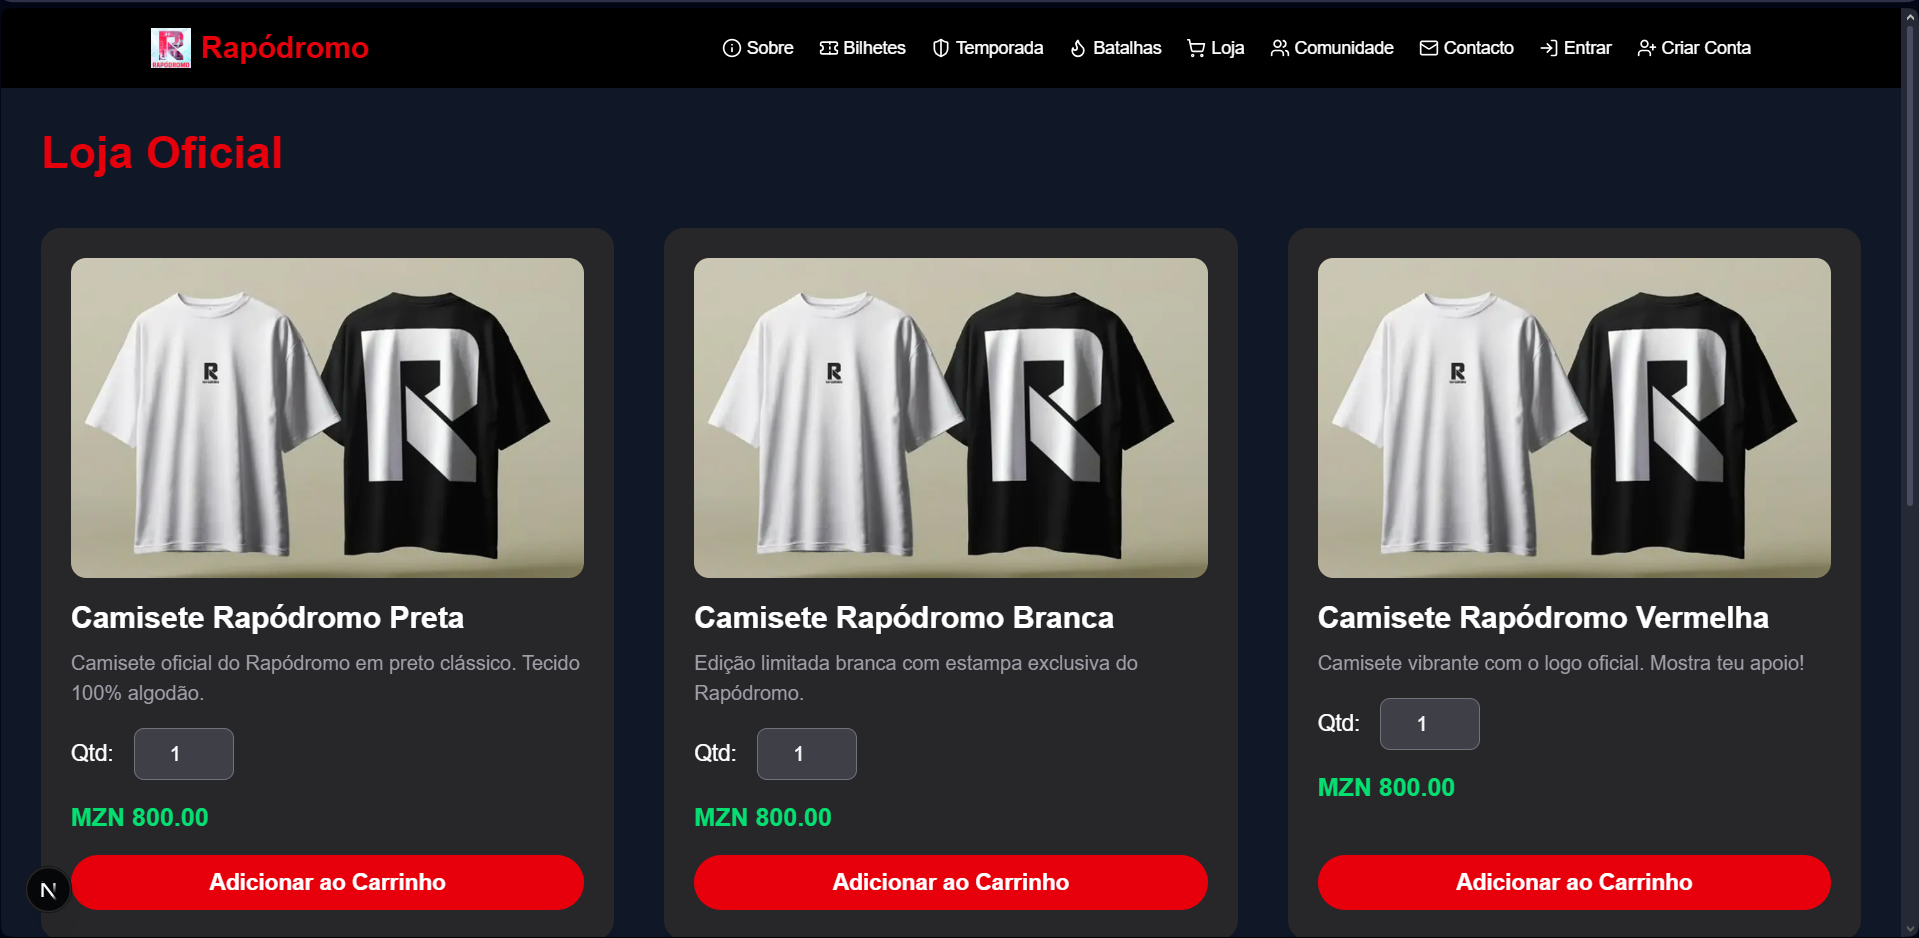 Rapódromo
Sobre
Bilhetes
Temporada
Batalhas
Loja
Comunidade
Contacto
Entrar
Criar Conta
Loja Oficial
R
R
Camisete Rapódromo Preta
Camisete oficial do Rapódromo em preto clássico. Tecido
100% algodão.
Qtd: 1
MZN 800.00
Adicionar ao Carrinho
R
R
Camisete Rapódromo Branca
Edição limitada branca com estampa exclusiva do
Rapódromo.
Qtd: 1
MZN 800.00
Adicionar ao Carrinho
R
R
Camisete Rapódromo Vermelha
Camisete vibrante com o logo oficial. Mostra teu apoio!
Qtd: 1
MZN 800.00
Adicionar ao Carrinho
N